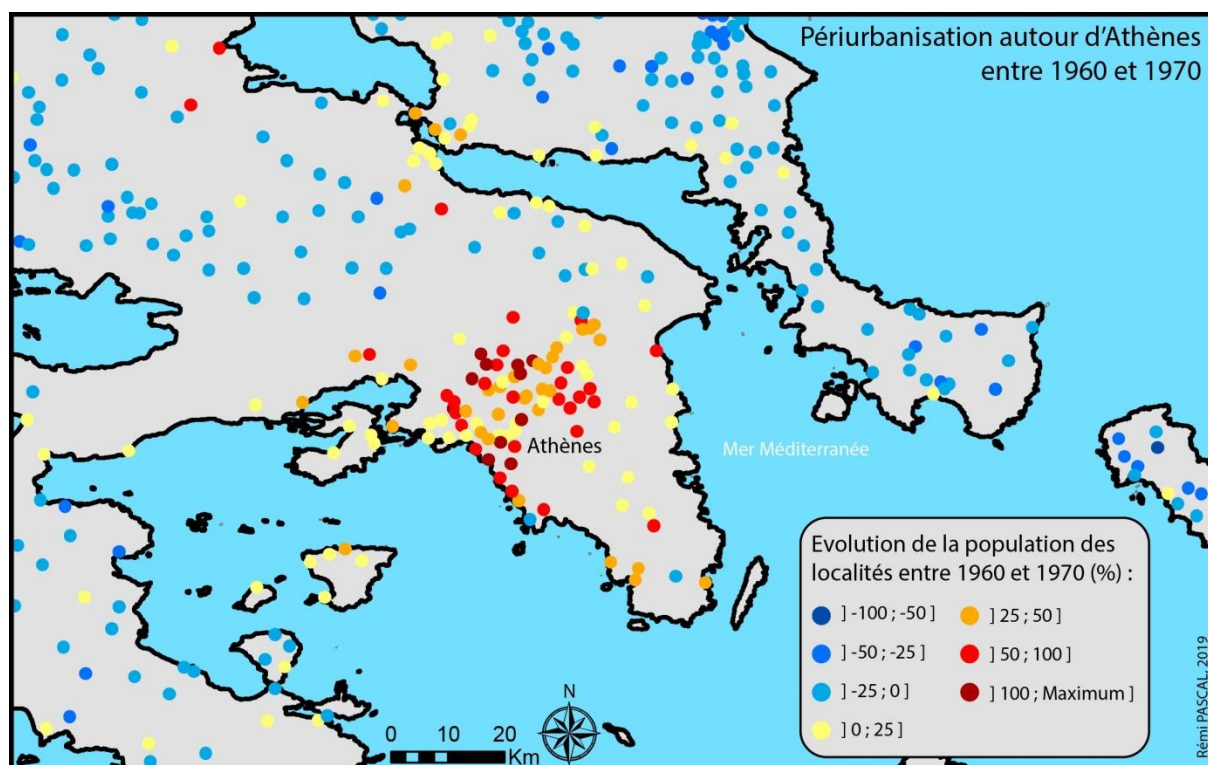 Périurbanisation autour d'Athènes
entre 1960 et 1970
Athènes
Mer Méditerranée
Evolution de la population des
localités entre 1960 et 1970 (%) :
] -100 ; -50 ]
] -50 ; -25 ]
] -25 ; 0 ]
] 0 ; 25 ]
] 25 ; 50 ]
] 50 ; 100 ]
] 100 ; Maximum ]
N
0 10 20
Km
Rémi PASCAL, 2019